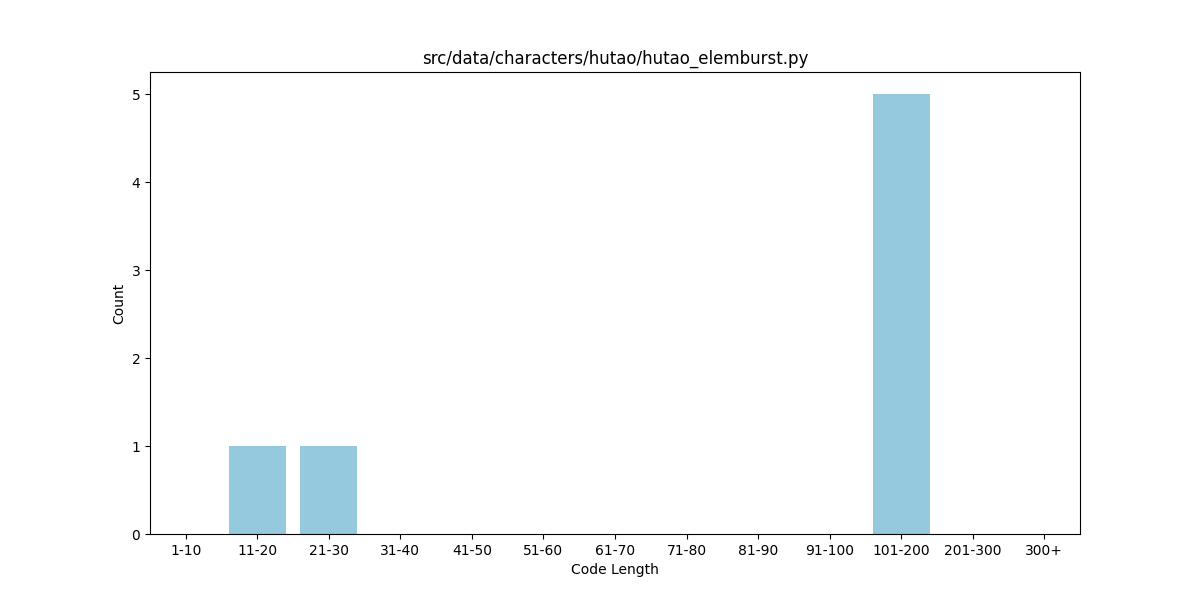 src/data/characters/hutao/hutao_elemburst.py
5
4
3
2
1
0
Count
1-10 11-20 21-30 31-40 41-50 51-60 61-70 71-80 81-90 91-100 101-200 201-300 300+
Code Length